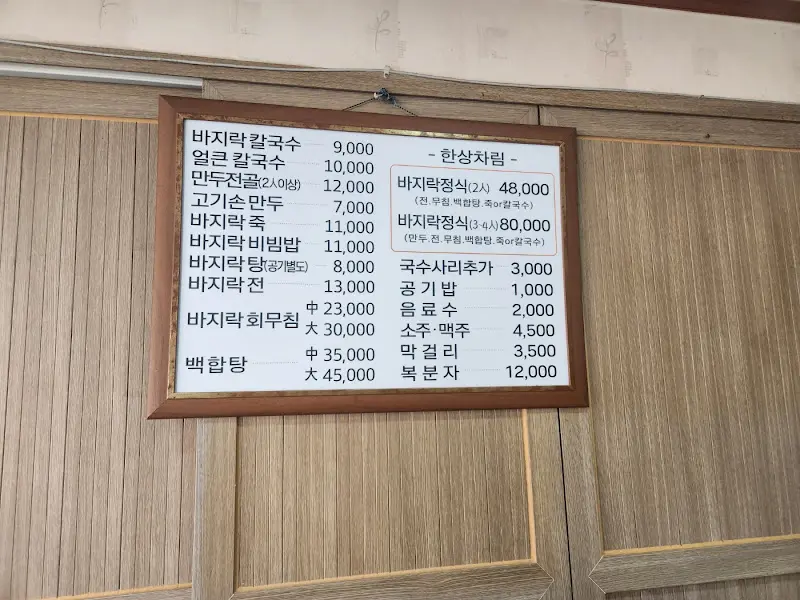 바지락 칼국수 9,000
얼큰 칼국수 10,000
만두전골(2人이상) 12,000
고기손만두 7,000
바지락 죽 11,000
바지락 비빔밥 11,000
바지락 탕(공기별도) 8,000
바지락 전 13,000
바지락 회무침 中 23,000
大 30,000
백합탕 中 35,000
大 45,000
- 한상차림 -
바지락정식(2人) 48,000
(전.무침.백합탕.죽or칼국수)
바지락정식(3-4人) 80,000
(만두.전.무침.백합탕.죽or칼국수)
국수사리추가 3,000
공기밥 1,000
음료수 2,000
소주·맥주 4,500
막걸리 3,500
복분자 12,000